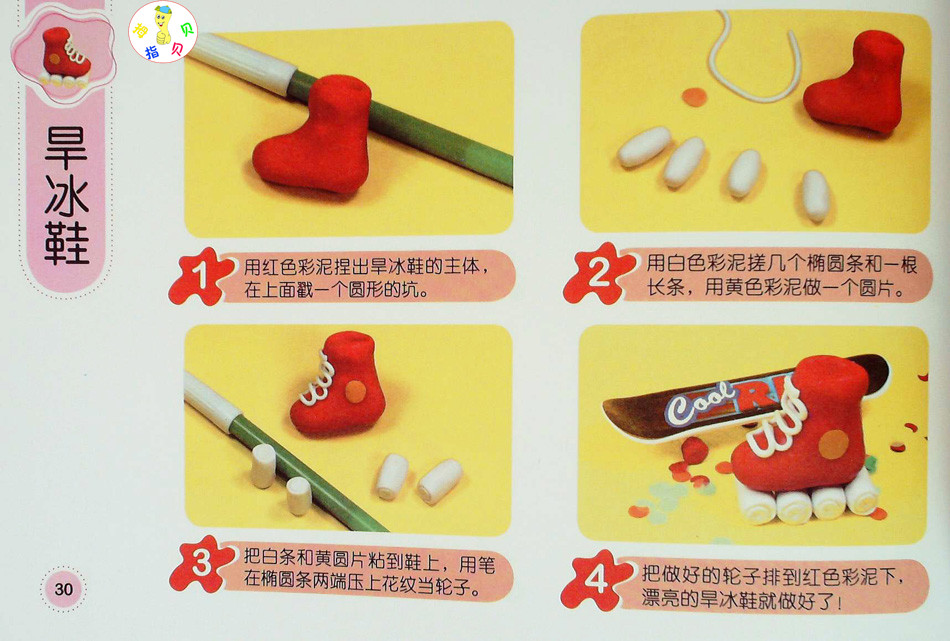 巧指贝贝
旱冰鞋
1
用红色彩泥捏出旱冰鞋的主体，
在上面戳一个圆形的坑。
2
用白色彩泥搓几个椭圆条和一根
长条，用黄色彩泥做一个圆片。
3
把白条和黄圆片粘到鞋上，用笔
在椭圆条两端压上花纹当轮子。
Cool
4
把做好的轮子排到红色彩泥下，
漂亮的旱冰鞋就做好了！
30